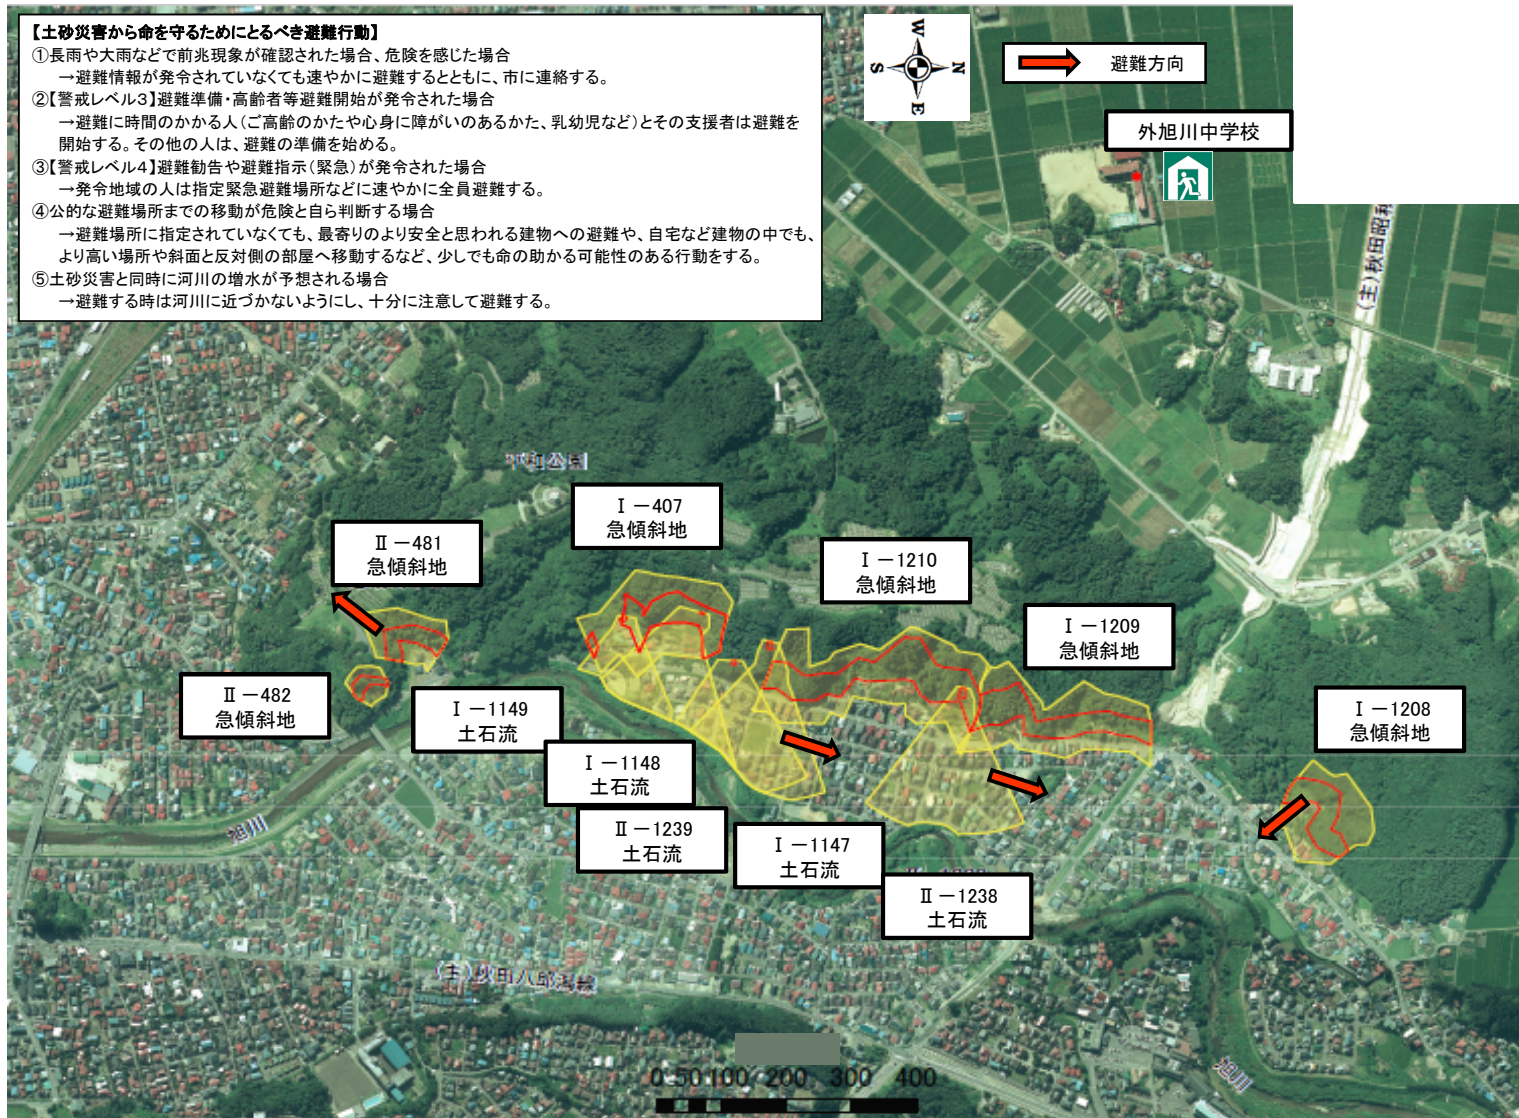 【土砂災害から命を守るためにとるべき避難行動】
①長雨や大雨などで前兆現象が確認された場合、危険を感じた場合
→避難情報が発令されていなくても速やかに避難するとともに、市に連絡する。
②【警戒レベル3】避難準備・高齢者等避難開始が発令された場合
→避難に時間のかかる人(ご高齢のかたや心身に障がいのあるかた、乳幼児など)とその支援者は避難を
開始する。その他の人は、避難の準備を始める。
③【警戒レベル4】避難勧告や避難指示(緊急)が発令された場合
→発令地域の人は指定緊急避難場所などに速やかに全員避難する。
④公的な避難場所までの移動が危険と自ら判断する場合
→避難場所に指定されていなくても、最寄りのより安全と思われる建物への避難や、自宅など建物の中でも、
より高い場所や斜面と反対側の部屋へ移動するなど、少しでも命の助かる可能性のある行動をする。
⑤土砂災害と同時に河川の増水が予想される場合
→避難する時は河川に近づかないようにし、十分に注意して避難する。
W
S
N
E
避難方向
外旭川中学校
(主)秋田昭和
公園
Ⅰ-407
急傾斜地
Ⅱ-481
急傾斜地
Ⅰ-1210
急傾斜地
Ⅰ-1209
急傾斜地
Ⅱ-482
急傾斜地
Ⅰ-1149
土石流
Ⅰ-1208
急傾斜地
Ⅰ-1148
土石流
Ⅱ-1239
土石流
Ⅰ-1147
土石流
Ⅱ-1238
土石流
旭川
(主)秋田八郎潟線
旭川
0 50 100 200 300 400